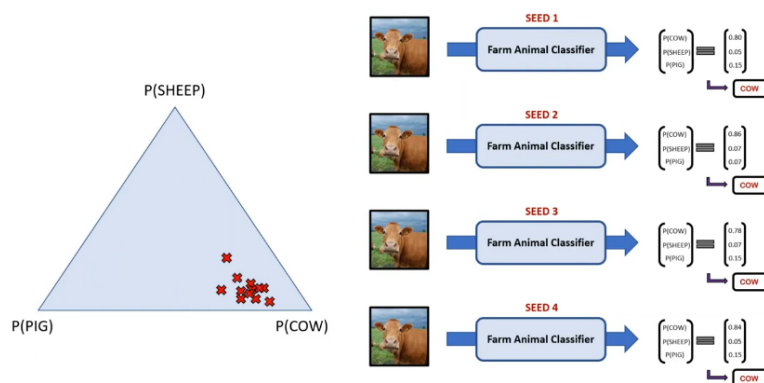 P(SHEEP)
P(PIG)
P(COW)
SEED 1
Farm Animal Classifier
P(COW)
P(SHEEP)
P(PIG)
=
0.80
0.05
0.15
COW
SEED 2
Farm Animal Classifier
P(COW)
P(SHEEP)
P(PIG)
=
0.86
0.07
0.07
COW
SEED 3
Farm Animal Classifier
P(COW)
P(SHEEP)
P(PIG)
=
0.78
0.07
0.15
COW
SEED 4
Farm Animal Classifier
P(COW)
P(SHEEP)
P(PIG)
=
0.84
0.05
0.15
COW